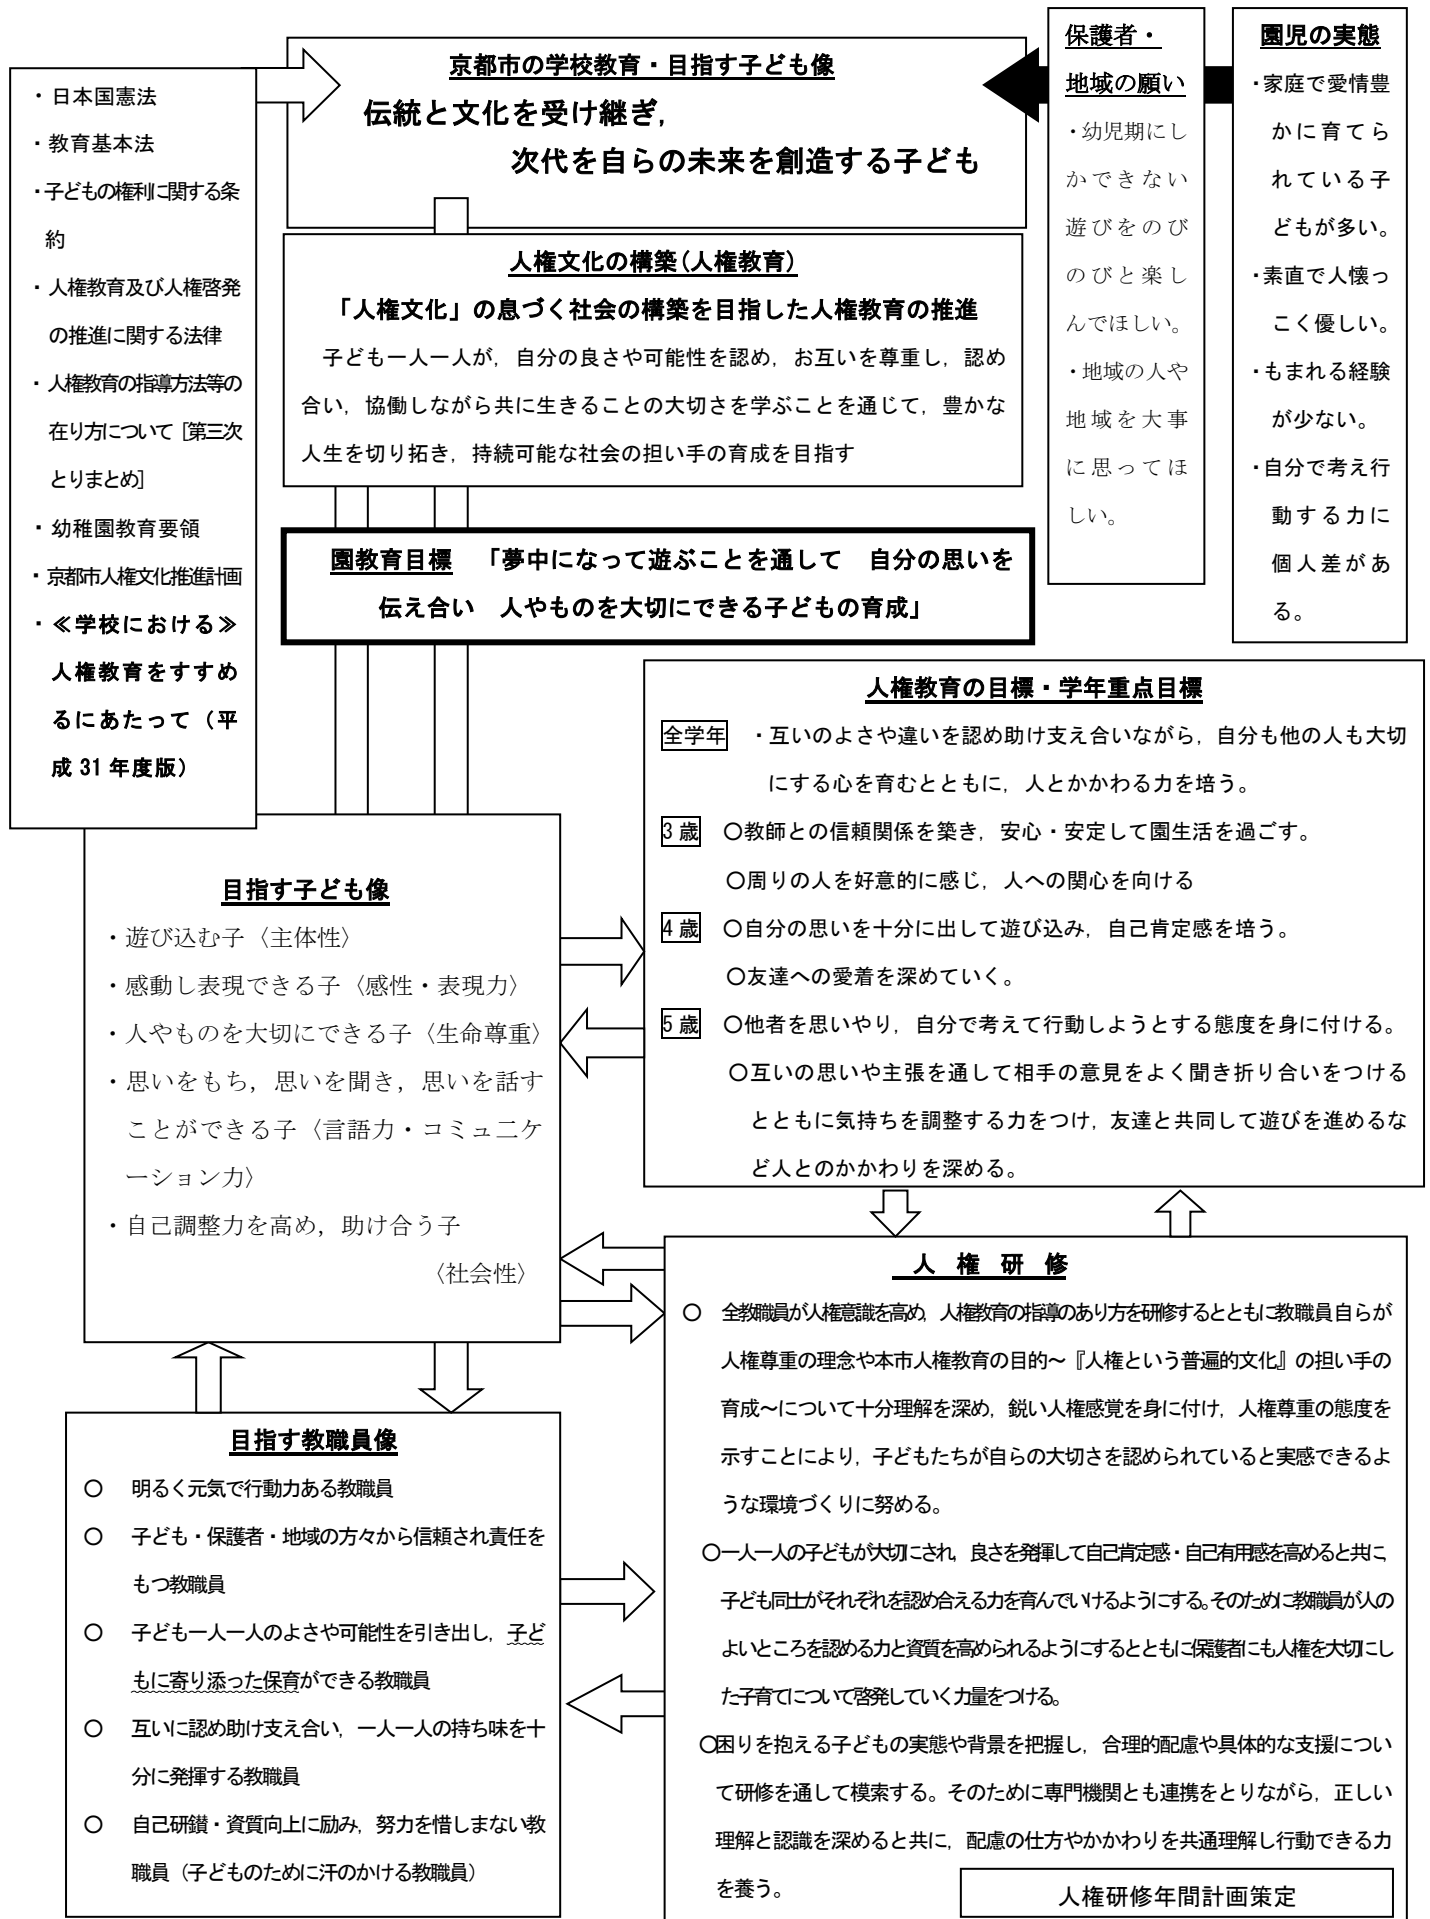 ・日本国憲法
・教育基本法
・子どもの権利に関する条
約
・人権教育及び人権啓発
の推進に関する法律
・人権教育の指導方法等の
在り方について［第三次
とりまとめ］
・幼稚園教育要領
・京都市人権文化推進計画
・≪学校における≫
人権教育をすすめ
るにあたって（平
成 31 年度版）
京都市の学校教育・目指す子ども像
伝統と文化を受け継ぎ，
次代を自らの未来を創造する子ども
人権文化の構築（人権教育）
「人権文化」の息づく社会の構築を目指した人権教育の推進
子ども一人一人が，自分の良さや可能性を認め，お互いを尊重し，認め
合い，協働しながら共に生きることの大切さを学ぶことを通じて，豊かな
人生を切り拓き，持続可能な社会の担い手の育成を目指す
園教育目標　「夢中になって遊ぶことを通して　自分の思いを
伝え合い　人やものを大切にできる子どもの育成」
保護者・
地域の願い
・幼児期にし
かできない
遊びをのび
のびと楽し
んでほしい。
・地域の人や
地域を大事
に思ってほ
しい。
園児の実態
・家庭で愛情豊
かに育てら
れている子
どもが多い。
・素直で人懐っ
こく優しい。
・もまれる経験
が少ない。
・自分で考え行
動する力に
個人差があ
る。
人権教育の目標・学年重点目標
全学年　・互いのよさや違いを認め助け支え合いながら，自分も他の人も大切
にする心を育むとともに，人とかかわる力を培う。
3 歳　○教師との信頼関係を築き，安心・安定して園生活を過ごす。
○周りの人を好意的に感じ，人への関心を向ける
4 歳　○自分の思いを十分に出して遊び込み，自己肯定感を培う。
○友達への愛着を深めていく。
5 歳　○他者を思いやり，自分で考えて行動しようとする態度を身に付ける。
○互いの思いや主張を通して相手の意見をよく聞き折り合いをつける
とともに気持ちを調整する力をつけ，友達と共同して遊びを進めるな
ど人とのかかわりを深める。
目指す子ども像
・遊び込む子〈主体性〉
・感動し表現できる子〈感性・表現力〉
・人やものを大切にできる子〈生命尊重〉
・思いをもち，思いを聞き，思いを話す
ことができる子〈言語力・コミュニケ
ーション力〉
・自己調整力を高め，助け合う子
〈社会性〉
人　権　研　修
○　全教職員が人権意識を高め，人権教育の指導のあり方を研修するとともに教職員自らが
人権尊重の理念や本市人権教育の目的～『人権という普遍的文化』の担い手の
育成～について十分理解を深め，鋭い人権感覚を身に付け，人権尊重の態度を
示すことにより，子どもたちが自らの大切さを認められていると実感できるよ
うな環境づくりに努める。
○一人一人の子どもが大切にされ，良さを発揮して自己肯定感・自己有用感を高めると共に，
子ども同士がそれぞれを認め合える力を育んでいけるようにする。そのために教職員が人の
よいところを認める力と資質を高められるようにするとともに保護者にも人権を大切にし
た子育てについて啓発していく力量をつける。
○困りを抱える子どもの実態や背景を把握し，合理的配慮や具体的な支援につい
て研修を通して模索する。そのために専門機関とも連携をとりながら，正しい
理解と認識を深めると共に，配慮の仕方やかかわりを共通理解し行動できる力
を養う。
人権研修年間計画策定
目指す教職員像
○　明るく元気で行動力ある教職員
○　子ども・保護者・地域の方々から信頼され責任を
もつ教職員
○　子ども一人一人のよさや可能性を引き出し，子ど
もに寄り添った保育ができる教職員
○　互いに認め助け支え合い，一人一人の持ち味を十
分に発揮する教職員
○　自己研鑚・資質向上に励み，努力を惜しまない教
職員（子どものために汗のかける教職員）